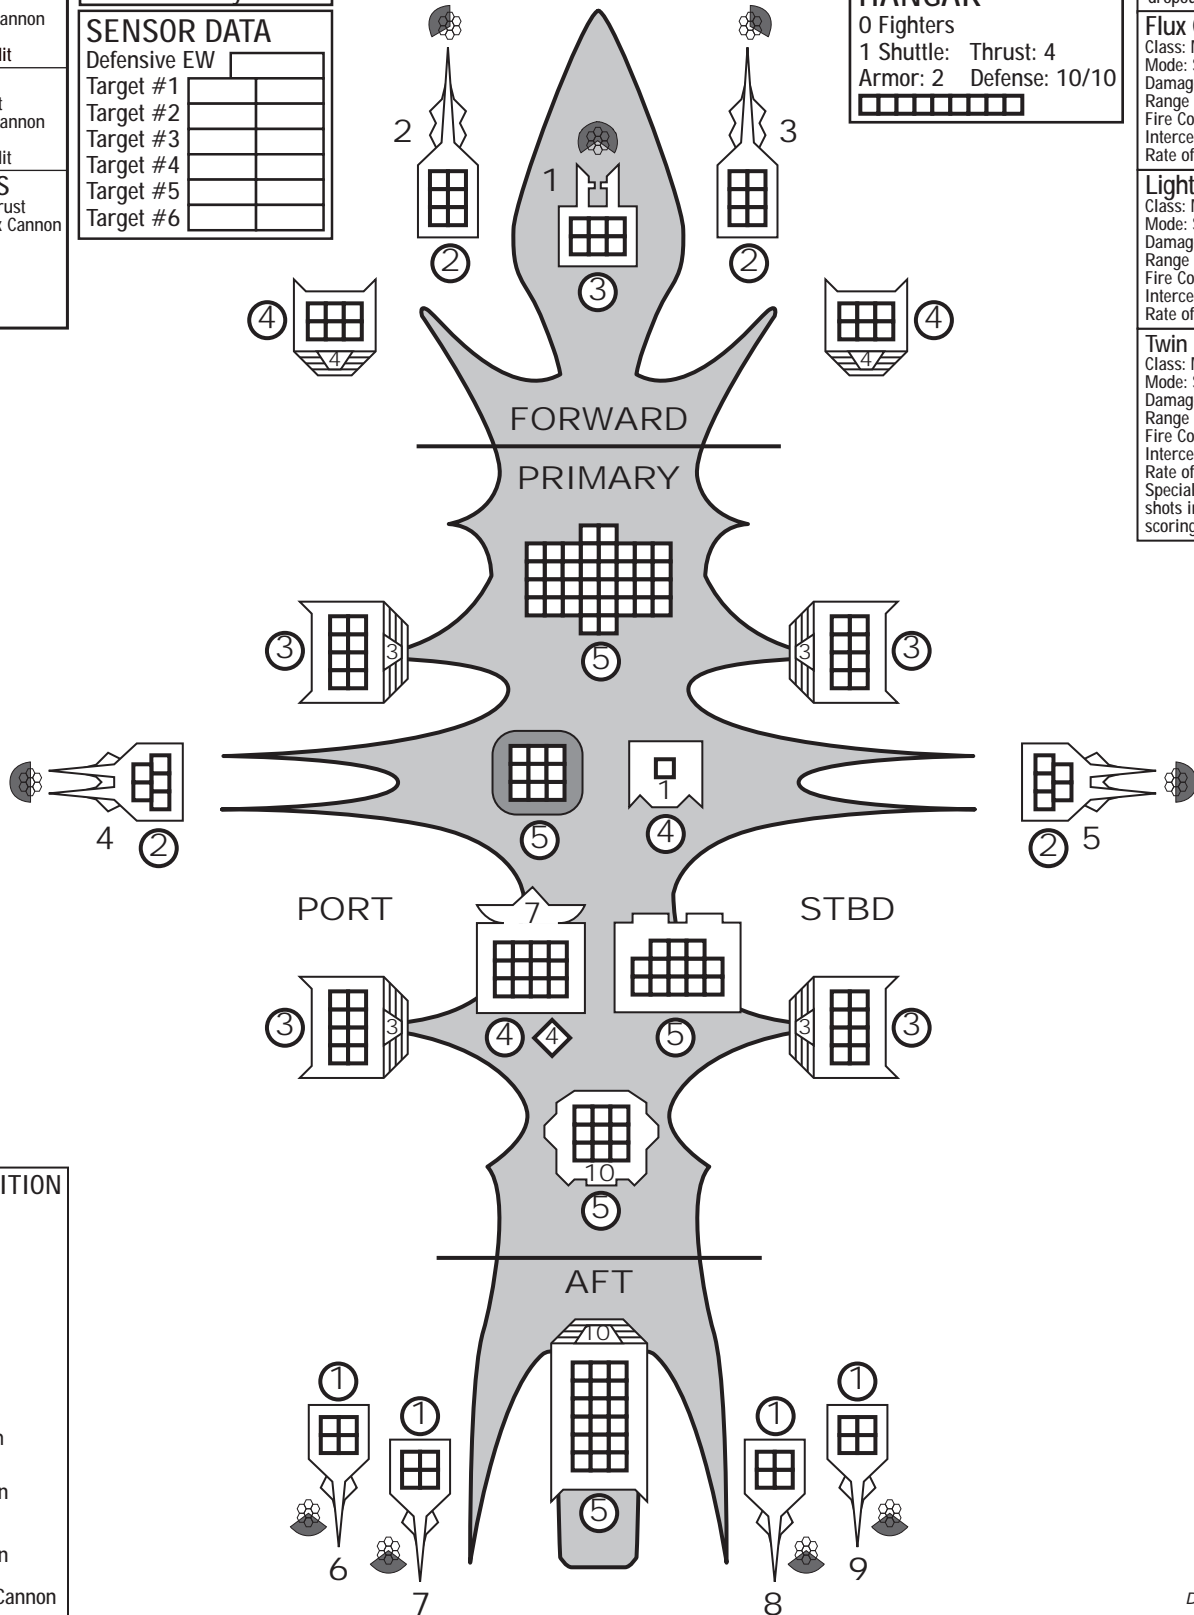 annon
lit
t
annon
lit
S
rust
x Cannon
SENSOR DATA
Defensive EW
Target #1
Target #2
Target #3
Target #4
Target #5
Target #6
HANGAR
0 Fighters
1 Shuttle: Thrust: 4
Armor: 2 Defense: 10/10
Flux
Class:
Mode:
Damag
Range
Fire Co
Interce
Rate of
Light
Class:
Mode:
Damag
Range
Fire Co
Interce
Rate of
Twin
Class:
Mode:
Damag
Range
Fire Co
Interce
Rate of
Special
shots i
scoring
2
3
1
2
3
2
4
4
4
4
FORWARD
PRIMARY
3
3
5
3
3
4
2
5
1
4
2
5
PORT
7
STBD
3
3
4
4
5
3
3
10
5
ITION
AFT
10
1
1
1
1
5
6
7
8
9
n
n
n
Cannon
D